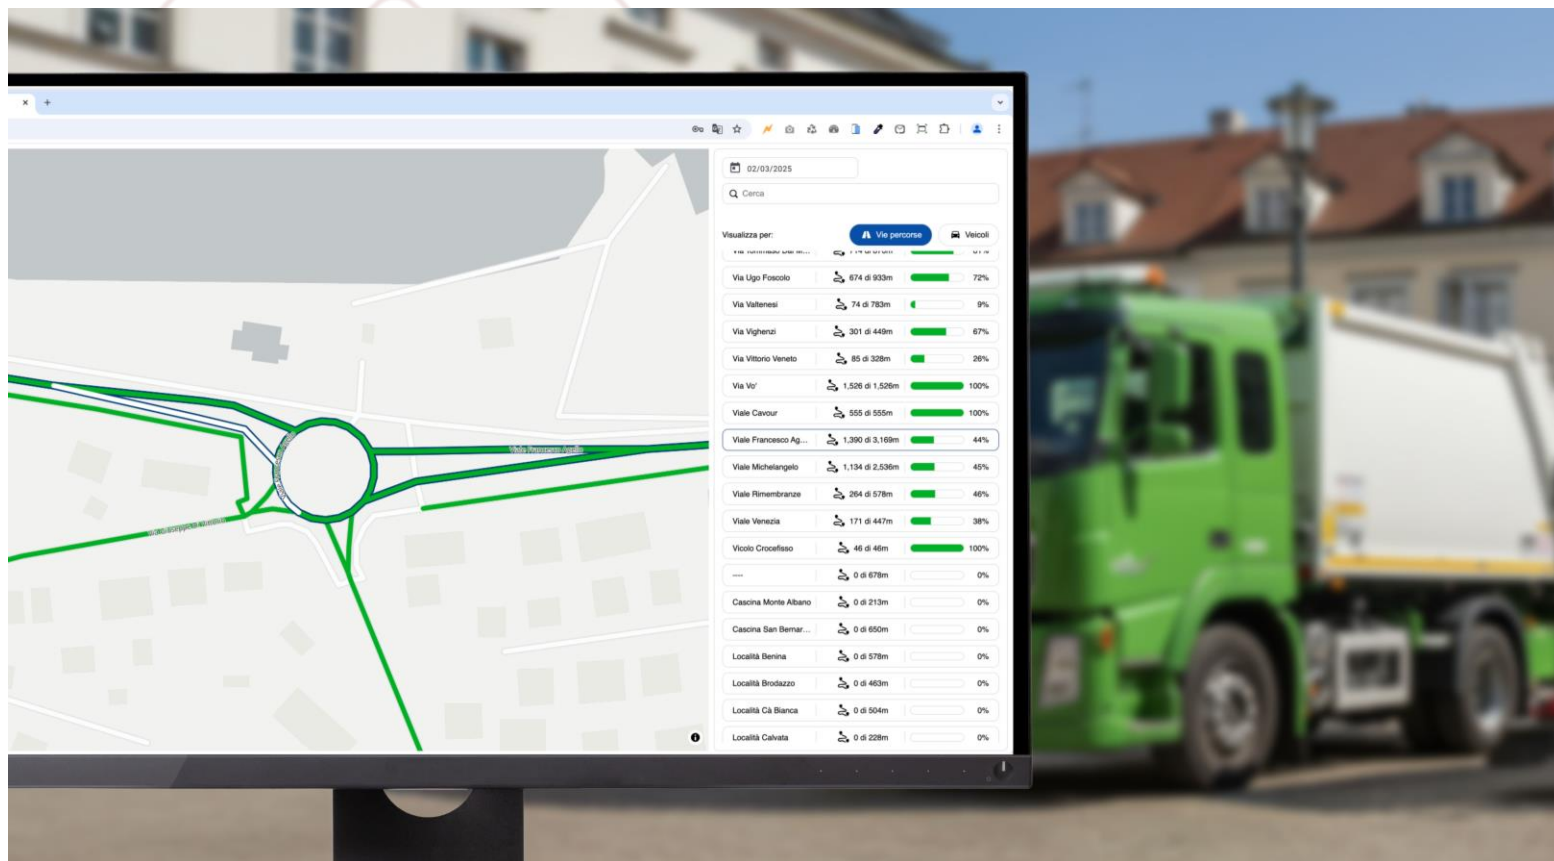 02/03/2025
Cerca
Visualizza per:
Vie percorse
Veicoli
Via Ugo Foscolo 674 di 933m 72%
Via Valtenesi 74 di 783m 9%
Via Vighenzi 301 di 449m 67%
Via Vittorio Veneto 85 di 328m 26%
Via Vo' 1,526 di 1,526m 100%
Viale Cavour 555 di 555m 100%
Viale Francesco Ag... 1,390 di 3,169m 44%
Viale Michelangelo 1,134 di 2,536m 45%
Viale Rimembranze 264 di 578m 46%
Viale Venezia 171 di 447m 38%
Vicolo Crocefisso 46 di 46m 100%
---- 0 di 678m 0%
Cascina Monte Albano 0 di 213m 0%
Cascina San Bernar... 0 di 650m 0%
Località Benina 0 di 578m 0%
Località Brodazzo 0 di 463m 0%
Località Cà Bianca 0 di 504m 0%
Località Calvata 0 di 228m 0%
Viale Francesco Agello